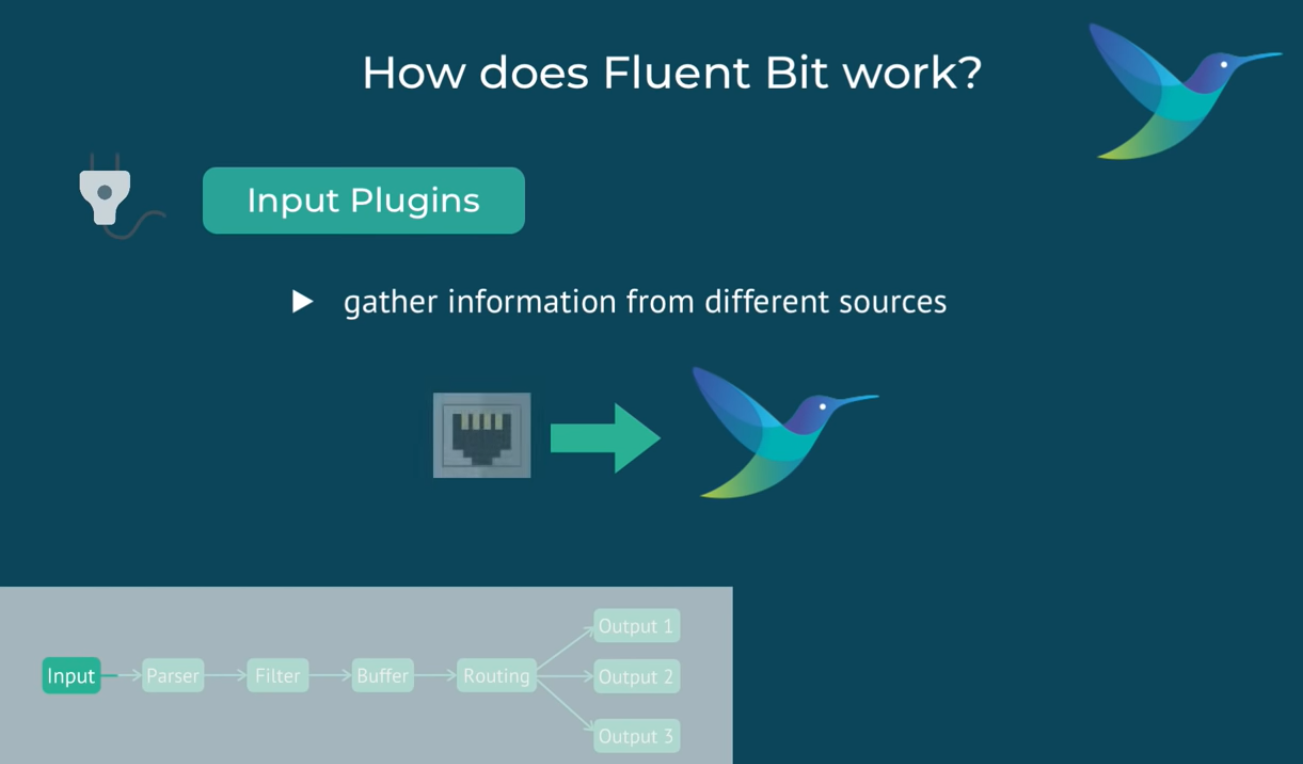 How does Fluent Bit work?
Input Plugins
▶ gather information from different sources
Output 1
Input Parser Filter Buffer Routing Output 2
Output 3